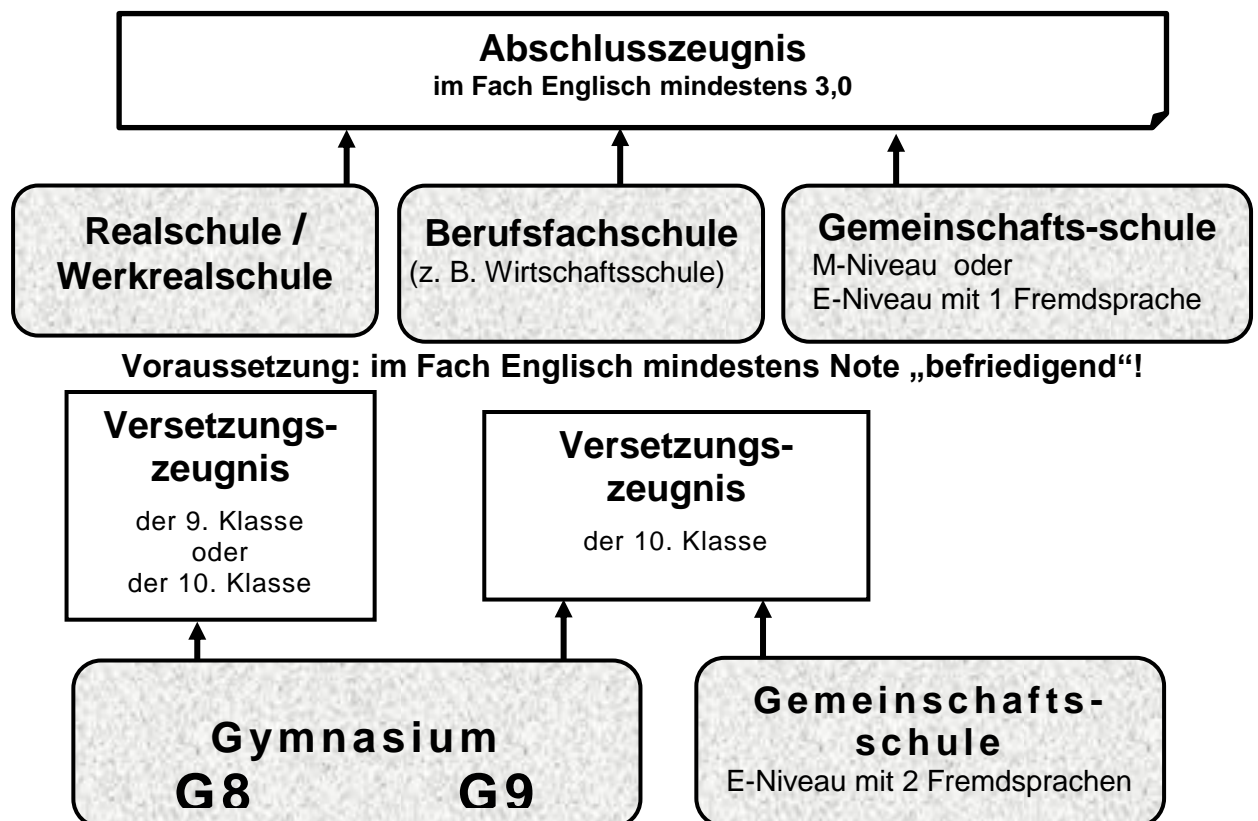 Abschlusszeugnis
im Fach Englisch mindestens 3,0
Realschule /
Werkrealschule
Berufsfachschule
(z. B. Wirtschaftsschule)
Gemeinschafts-schule
M-Niveau oder
E-Niveau mit 1 Fremdsprache
Voraussetzung: im Fach Englisch mindestens Note „befriedigend“!
Versetzungs-
zeugnis
der 9. Klasse
oder
der 10. Klasse
Versetzungs-
zeugnis
der 10. Klasse
Gymnasium
G8 G9
Gemeinschafts-
schule
E-Niveau mit 2 Fremdsprachen